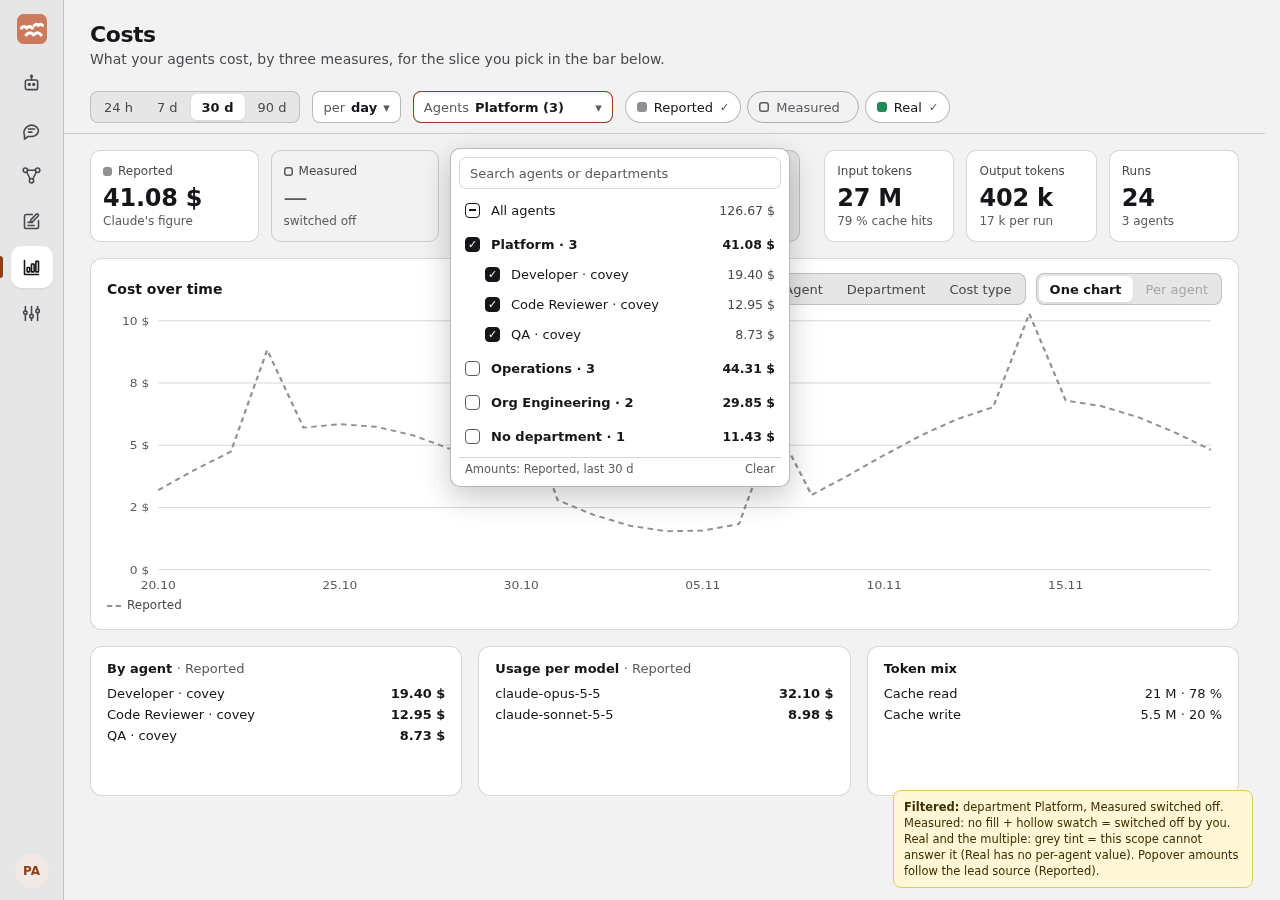 Costs
What your agents cost, by three measures, for the slice you pick in the bar below.
24 h 7 d 30 d 90 d per day ▾ Agents Platform (3) ▾ Reported ✓ Measured Real ✓
Reported
41.08 $
Claude's figure
Measured
—
switched off
Input tokens
27 M
79 % cache hits
Output tokens
402 k
17 k per run
Runs
24
3 agents
Search agents or departments
All agents 126.67 $
Platform · 3 41.08 $
Developer · covey 19.40 $
Code Reviewer · covey 12.95 $
QA · covey 8.73 $
Operations · 3 44.31 $
Org Engineering · 2 29.85 $
No department · 1 11.43 $
Amounts: Reported, last 30 d Clear
Cost over time
Agent Department Cost type One chart Per agent
10 $
8 $
5 $
2 $
0 $
20.10 25.10 30.10 05.11 10.11 15.11
Reported
By agent · Reported
Developer · covey 19.40 $
Code Reviewer · covey 12.95 $
QA · covey 8.73 $
Usage per model · Reported
claude-opus-5-5 32.10 $
claude-sonnet-5-5 8.98 $
Token mix
Cache read 21 M · 78 %
Cache write 5.5 M · 20 %
Filtered: department Platform, Measured switched off.
Measured: no fill + hollow swatch = switched off by you.
Real and the multiple: grey tint = this scope cannot
answer it (Real has no per-agent value). Popover amounts
follow the lead source (Reported).
PA